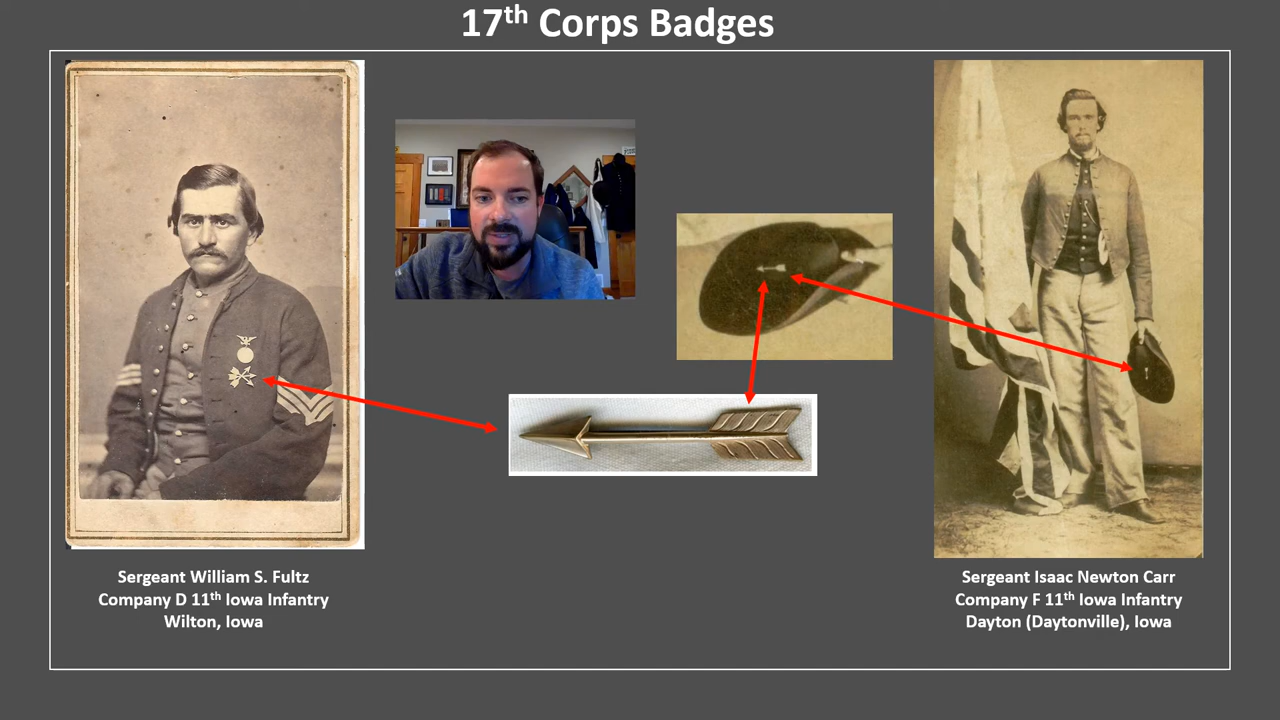 17th Corps Badges
Sergeant William S. Fultz
Company D 11th Iowa Infantry
Wilton, Iowa
Sergeant Isaac Newton Carr
Company F 11th Iowa Infantry
Dayton (Daytonville), Iowa